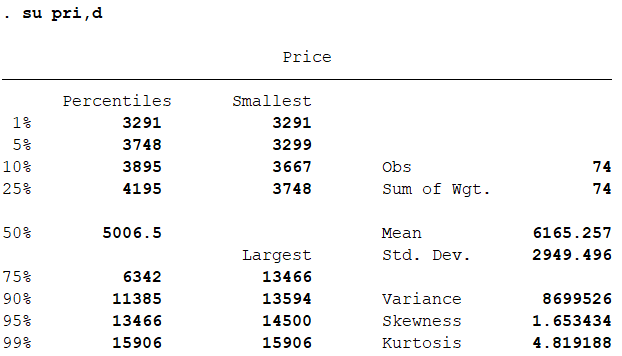 . su pri,d
Price
Percentiles Smallest
1% 3291 3291
5% 3748 3299
10% 3895 3667 Obs 74
25% 4195 3748 Sum of Wgt. 74
50% 5006.5 Mean 6165.257
Largest Std. Dev. 2949.496
75% 6342 13466
90% 11385 13594 Variance 8699526
95% 13466 14500 Skewness 1.653434
99% 15906 15906 Kurtosis 4.819188